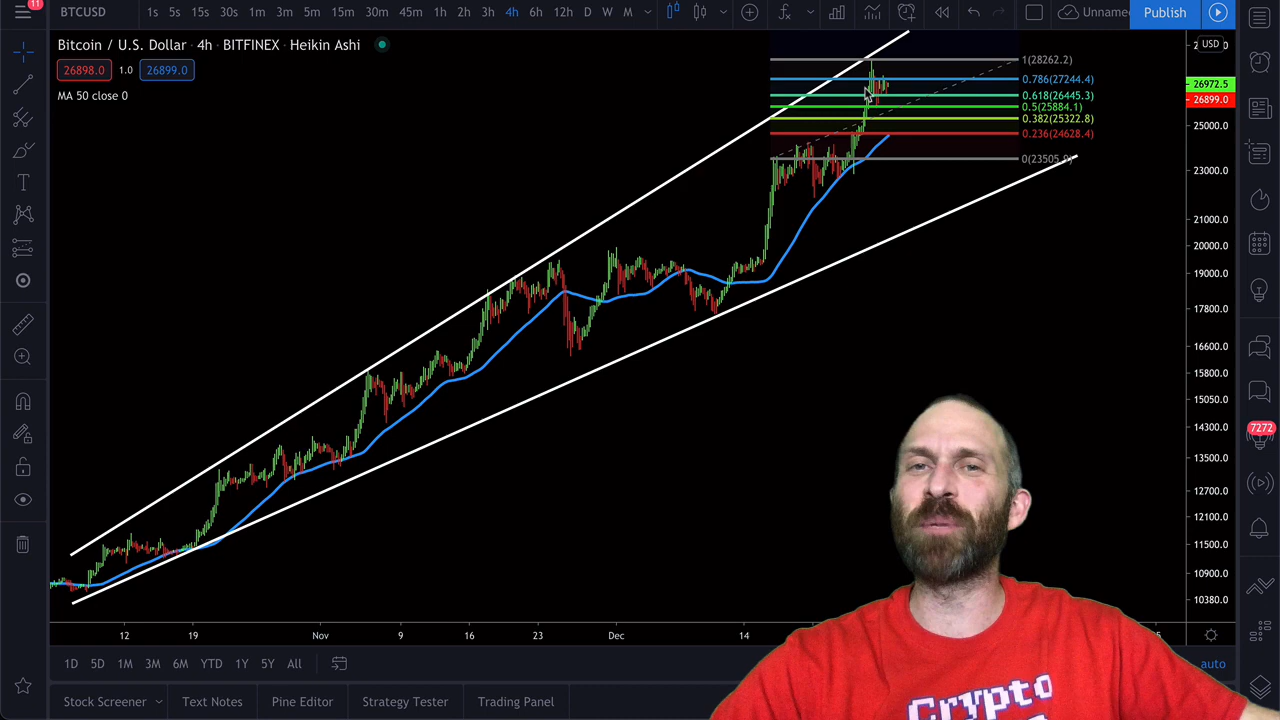 11
BTCUSD
1s 5s 15s 30s 1m 3m 5m 15m 30m 45m 1h 2h 3h 4h 6h 12h D W M
Unname
Publish
Bitcoin / U.S. Dollar · 4h · BITFINEX · Heikin Ashi
26898.0 1.0 26899.0
MA 50 close 0
USD
1(28262.2)
0.786(27244.4)
0.618(26445.3)
0.5(25884.1)
0.382(25322.8)
0.236(24628.4)
0(23505.9)
26972.5
26899.0
25000.0
23000.0
21000.0
20000.0
19000.0
17800.0
16600.0
15800.0
15050.0
14300.0
13500.0
12700.0
12100.0
11500.0
10900.0
10380.0
7272
12 19 Nov 9 16 23 Dec 14
1D 5D 1M 3M 6M YTD 1Y 5Y All
auto
Stock Screener Text Notes Pine Editor Strategy Tester Trading Panel
Crypto